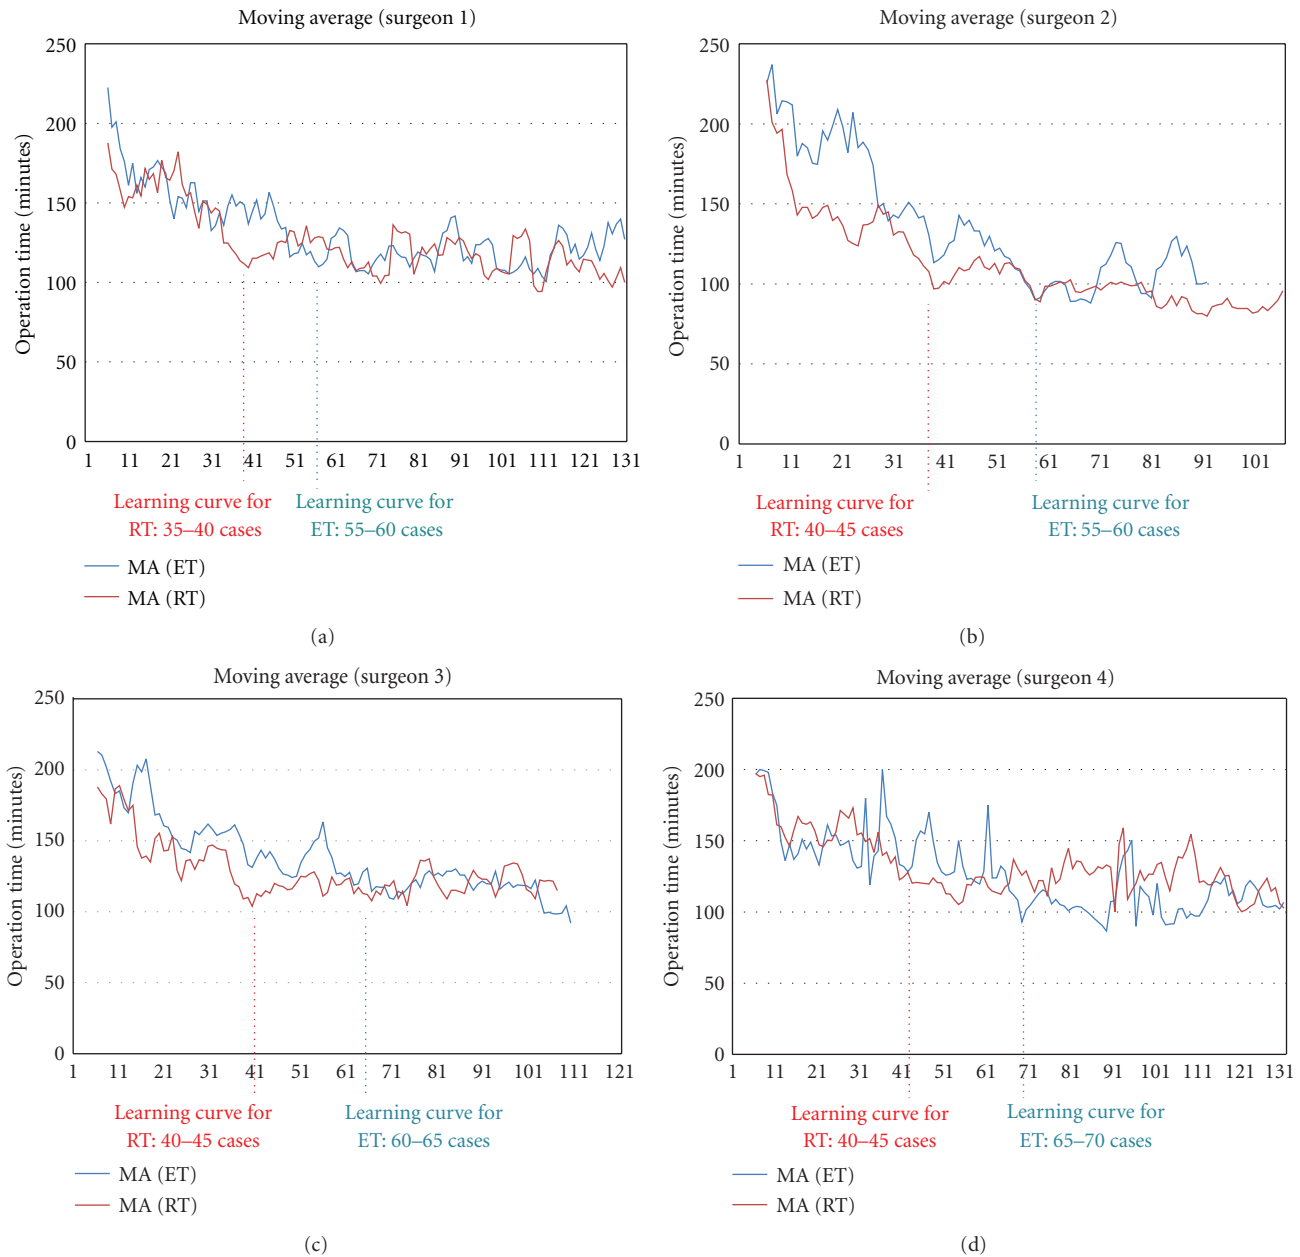 Moving average (surgeon 1)
Operation time (minutes)
250
200
150
100
50
0
1 11 21 31 41 51 61 71 81 91 101 111 121 131
Learning curve for
RT: 35–40 cases
Learning curve for
ET: 55–60 cases
MA (ET)
MA (RT)
(a)
Moving average (surgeon 2)
Operation time (minutes)
250
200
150
100
50
0
1 11 21 31 41 51 61 71 81 91 101
Learning curve for
RT: 40–45 cases
Learning curve for
ET: 55–60 cases
MA (ET)
MA (RT)
(b)
Moving average (surgeon 3)
Operation time (minutes)
250
200
150
100
50
0
1 11 21 31 41 51 61 71 81 91 101 111 121
Learning curve for
RT: 40–45 cases
Learning curve for
ET: 60–65 cases
MA (ET)
MA (RT)
(c)
Moving average (surgeon 4)
Operation time (minutes)
250
200
150
100
50
0
1 11 21 31 41 51 61 71 81 91 101 111 121 131
Learning curve for
RT: 40–45 cases
Learning curve for
ET: 65–70 cases
MA (ET)
MA (RT)
(d)